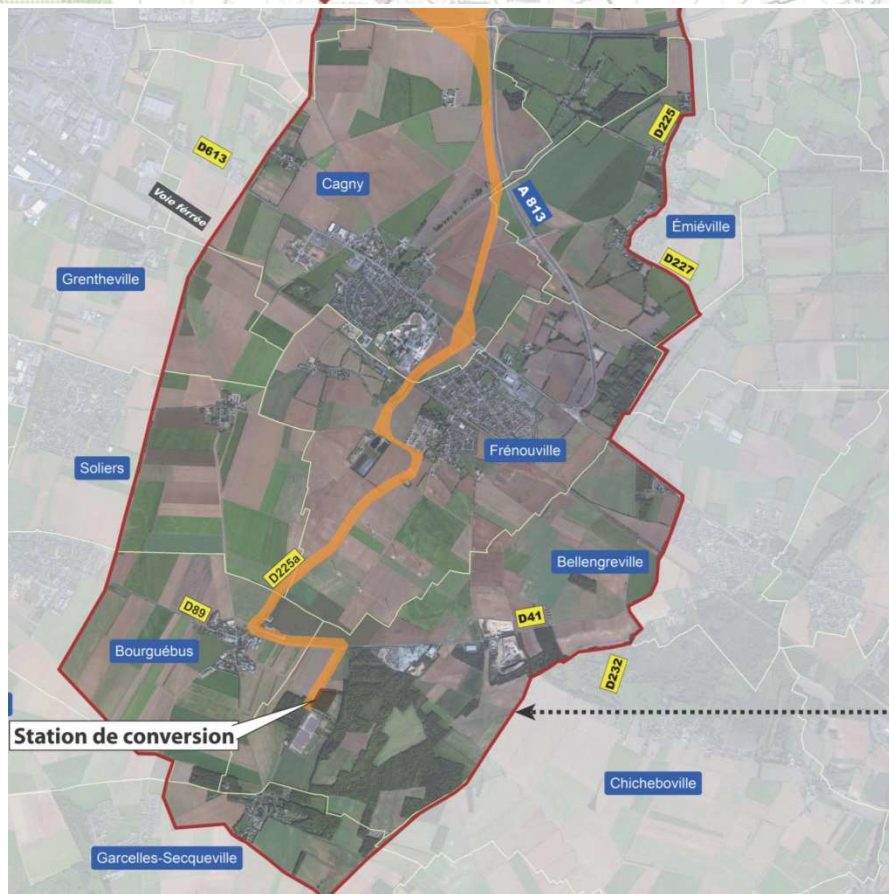 D225
D613
Cagny
Voie férrée
A 813
Émiéville
D227
Grentheville
Frénouville
Soliers
Bellengreville
D225a
D89
D41
Bourguébus
D232
Station de conversion
Chicheboville
Garcelles-Secqueville